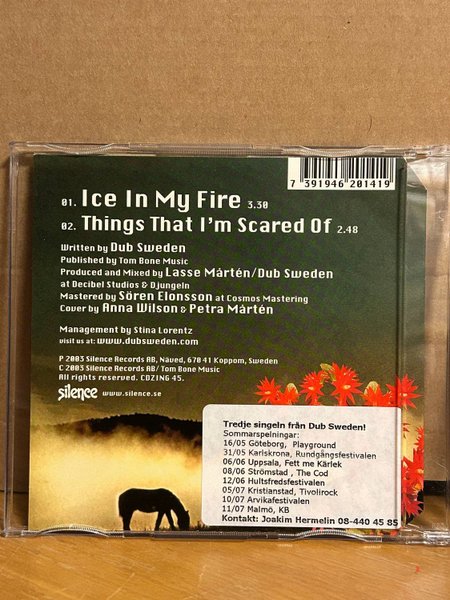 7 391946 201419
01. Ice In My Fire 3.30
02. Things That I'm Scared Of 2.48
Written by Dub Sweden
Published by Tom Bone Music
Produced and Mixed by Lasse Mårtén/Dub Sweden
at Decibel Studios & Djungeln
Mastered by Sören Elonsson at Cosmos Mastering
Cover by Anna Wilson & Petra Mårtén
Management by Stina Lorentz
visit us at: www.dubsweden.com
P 2003 Silence Records AB, Näved, 670 41 Koppom, Sweden
C 2003 Silence Records AB/Tom Bone Music
All rights reserved. CDZING 45.
silence www.silence.se
Tredje singeln från Dub Sweden!
Sommarspelningar:
16/05 Göteborg, Playground
31/05 Karlskrona, Rundgångsfestivalen
06/06 Uppsala, Fett me Kärlek
08/06 Strömstad , The Cod
12/06 Hultsfredsfestivalen
05/07 Kristianstad, Tivolirock
10/07 Arvikafestivalen
11/07 Malmö, KB
Kontakt: Joakim Hermelin 08-440 45 85